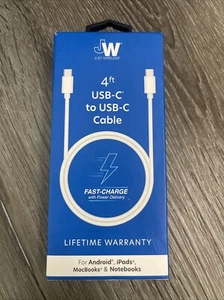 JW
JUST WIRELESS®
4ft
USB-C®
to USB-C
Cable
FAST-CHARGE
with Power Delivery
LIFETIME WARRANTY
For Android®, iPads®,
MacBooks® & Notebooks